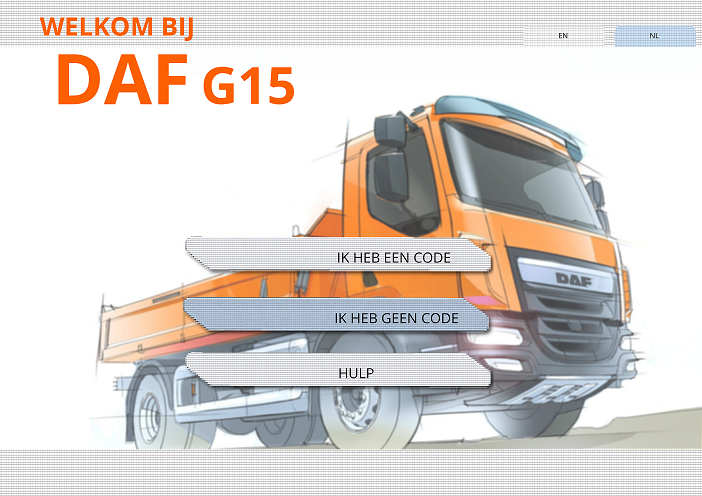 WELKOM BIJ
EN
NL
DAF G15
IK HEB EEN CODE
DAF
IK HEB GEEN CODE
HULP